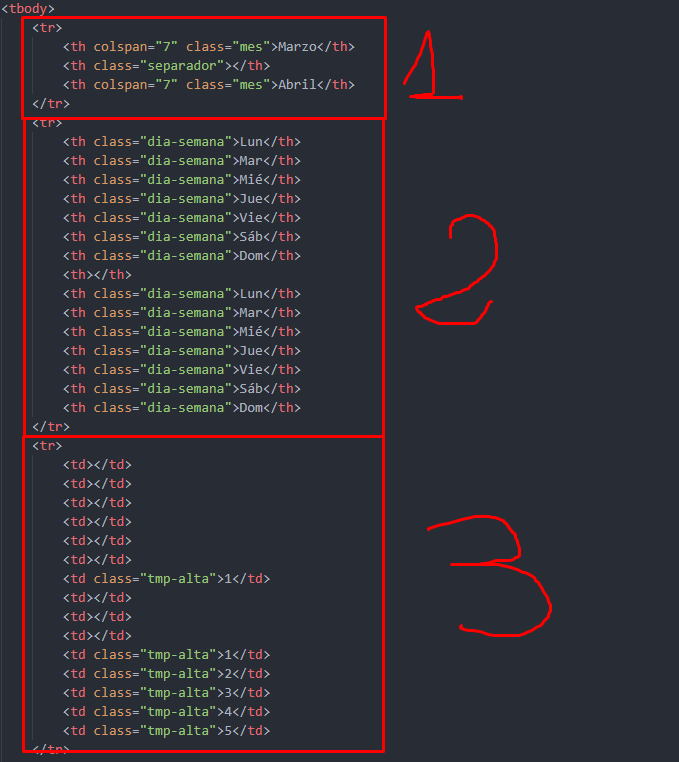 <tbody>
<tr>
<th colspan="7" class="mes">Marzo</th>
<th class="separador"></th>
<th colspan="7" class="mes">Abril</th>
</tr>
1
<tr>
<th class="dia-semana">Lun</th>
<th class="dia-semana">Mar</th>
<th class="dia-semana">Mié</th>
<th class="dia-semana">Jue</th>
<th class="dia-semana">Vie</th>
<th class="dia-semana">Sáb</th>
<th class="dia-semana">Dom</th>
<th></th>
<th class="dia-semana">Lun</th>
<th class="dia-semana">Mar</th>
<th class="dia-semana">Mié</th>
<th class="dia-semana">Jue</th>
<th class="dia-semana">Vie</th>
<th class="dia-semana">Sáb</th>
<th class="dia-semana">Dom</th>
</tr>
2
<tr>
<td></td>
<td></td>
<td></td>
<td></td>
<td></td>
<td></td>
<td class="tmp-alta">1</td>
<td></td>
<td></td>
<td></td>
<td class="tmp-alta">1</td>
<td class="tmp-alta">2</td>
<td class="tmp-alta">3</td>
<td class="tmp-alta">4</td>
<td class="tmp-alta">5</td>
</tr>
3